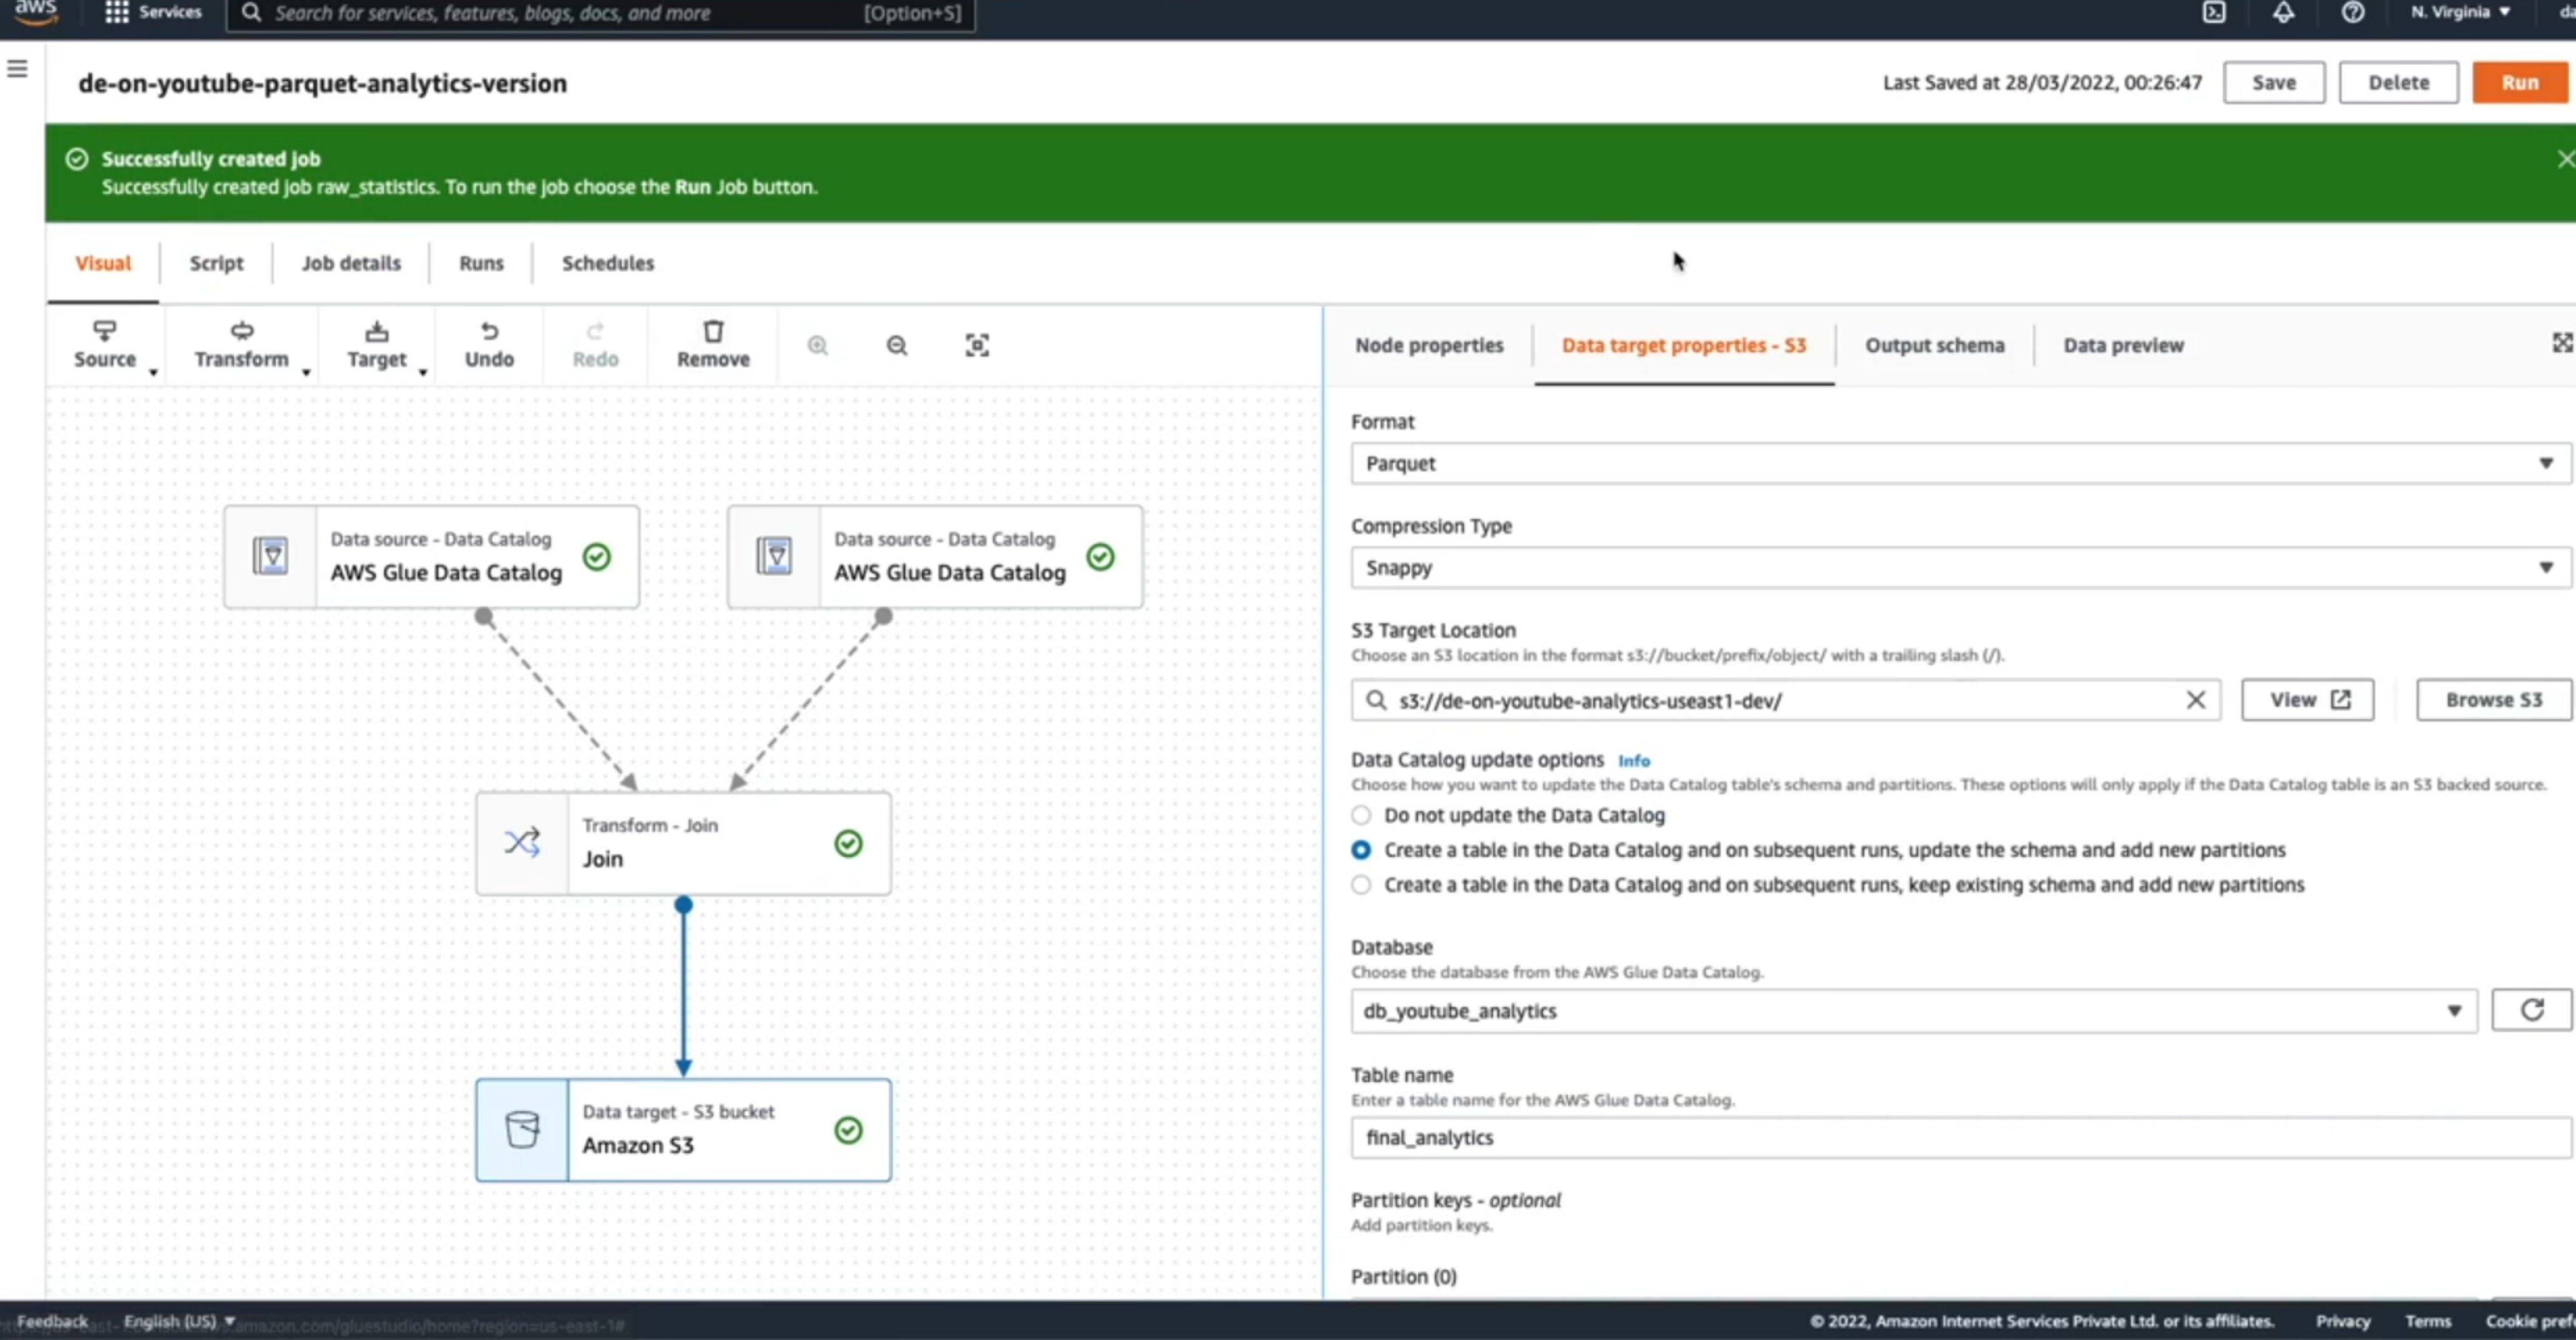 aws
Services
Search for services, features, blogs, docs, and more
[Option+S]
N. Virginia
de-on-youtube-parquet-analytics-version
Last Saved at 28/03/2022, 00:26:47
Save
Delete
Run
Successfully created job
Successfully created job raw_statistics. To run the job choose the Run Job button.
Visual
Script
Job details
Runs
Schedules
Source
Transform
Target
Undo
Redo
Remove
Node properties
Data target properties - S3
Output schema
Data preview
Data source - Data Catalog
AWS Glue Data Catalog
Data source - Data Catalog
AWS Glue Data Catalog
Transform - Join
Join
Data target - S3 bucket
Amazon S3
Format
Parquet
Compression Type
Snappy
S3 Target Location
Choose an S3 location in the format s3://bucket/prefix/object/ with a trailing slash (/).
s3://de-on-youtube-analytics-useast1-dev/
View
Browse S3
Data Catalog update options Info
Choose how you want to update the Data Catalog table's schema and partitions. These options will only apply if the Data Catalog table is an S3 backed source.
Do not update the Data Catalog
Create a table in the Data Catalog and on subsequent runs, update the schema and add new partitions
Create a table in the Data Catalog and on subsequent runs, keep existing schema and add new partitions
Database
Choose the database from the AWS Glue Data Catalog.
db_youtube_analytics
Table name
Enter a table name for the AWS Glue Data Catalog.
final_analytics
Partition keys - optional
Add partition keys.
Partition (0)
Feedback
English (US)
amazon.com/gluestudio/home?region=us-east-1#
© 2022, Amazon Internet Services Private Ltd. or its affiliates.
Privacy
Terms
Cookie